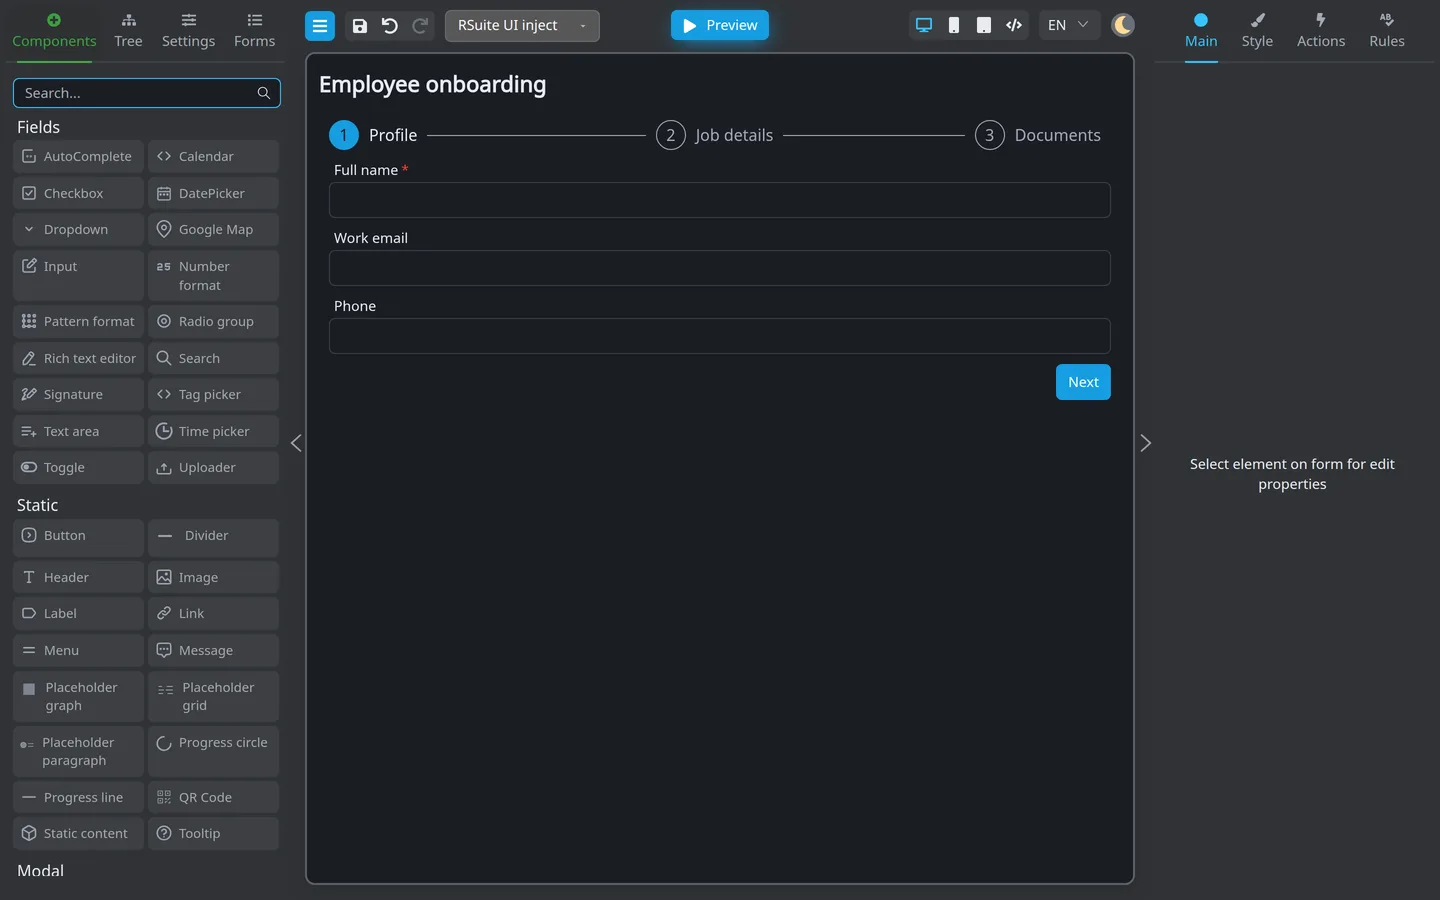 Components
Tree
Settings
Forms
RSuite UI inject
Preview
EN
Main
Style
Actions
AB
Rules
Search...
Fields
AutoComplete
Calendar
Checkbox
DatePicker
Dropdown
Google Map
Input
25
Number
format
Pattern format
Radio group
Rich text editor
Search
Signature
Tag picker
Text area
Time picker
Toggle
Uploader
Static
Button
Divider
Header
Image
Label
Link
Menu
Message
Placeholder
graph
Placeholder
grid
Placeholder
paragraph
Progress circle
Progress line
QR Code
Static content
Tooltip
Modal
Employee onboarding
1 Profile
2 Job details
3 Documents
Full name *
Work email
Phone
Next
Select element on form for edit
properties